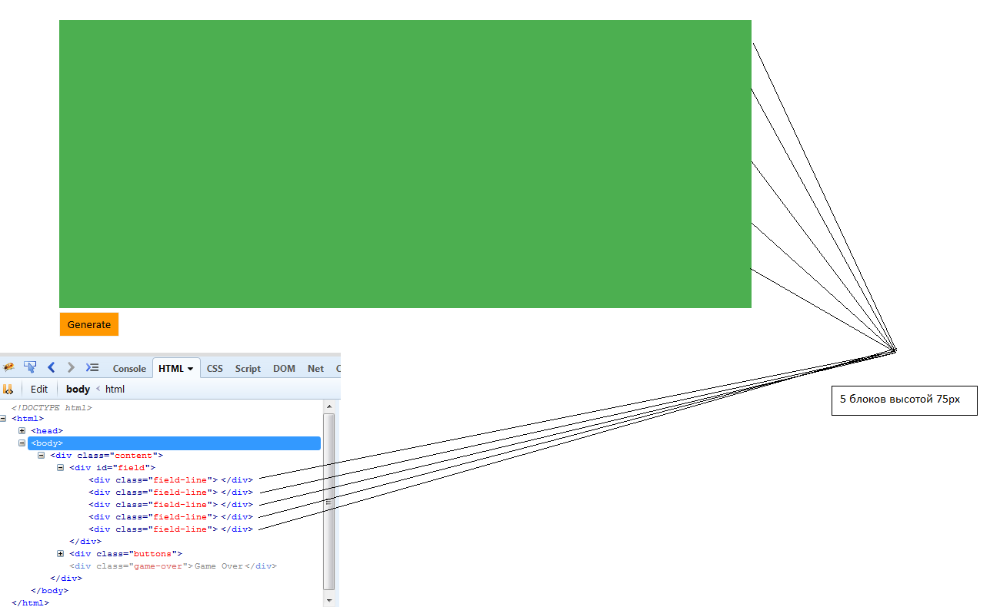 Generate
Console HTML CSS Script DOM Net C
Edit body < html
<!DOCTYPE html>
<html>
<head>
<body>
<div class="content">
<div id="field">
<div class="field-line"> </div>
<div class="field-line"> </div>
<div class="field-line"> </div>
<div class="field-line"> </div>
<div class="field-line"> </div>
</div>
<div class="buttons">
<div class="game-over">Game Over</div>
</div>
</body>
</html>
5 блоков высотой 75px